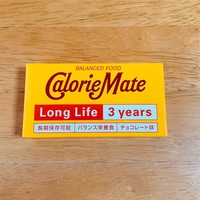 BALANCED FOOD
CalorieMate
Long Life 3 years
長期保存可能 バランス栄養食 チョコレート味